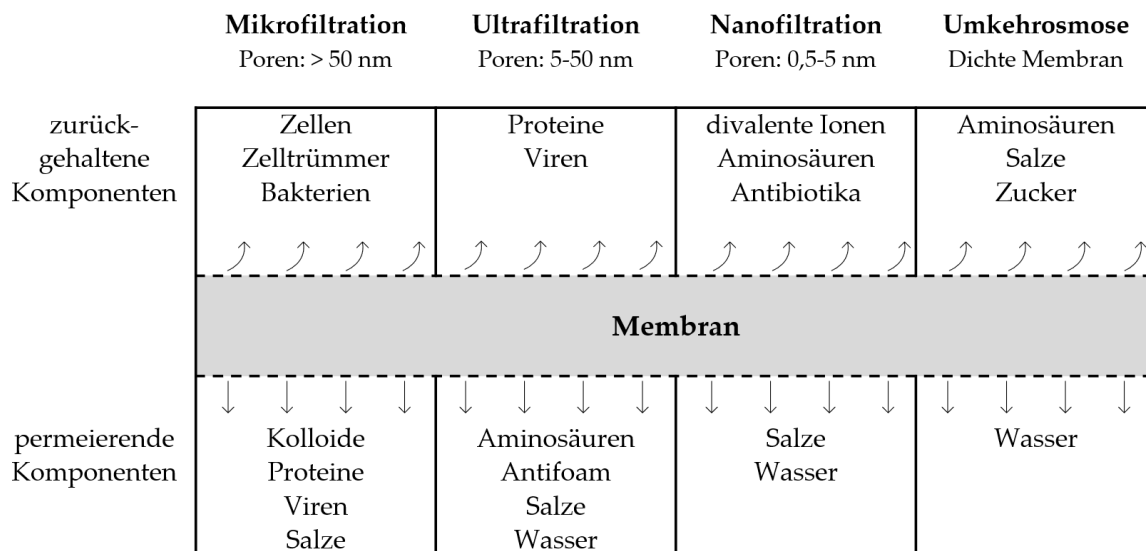 Mikrofiltration Ultrafiltration Nanofiltration Umkehrosmose
Poren: > 50 nm Poren: 5-50 nm Poren: 0,5-5 nm Dichte Membran
zurück- Zellen Proteine divalente Ionen Aminosäuren
gehaltene Zelltrümmer Viren Aminosäuren Salze
Komponenten Bakterien Antibiotika Zucker
Membran
permeierende Kolloide Aminosäuren Salze Wasser
Komponenten Proteine Antifoam Wasser
Viren Salze
Salze Wasser